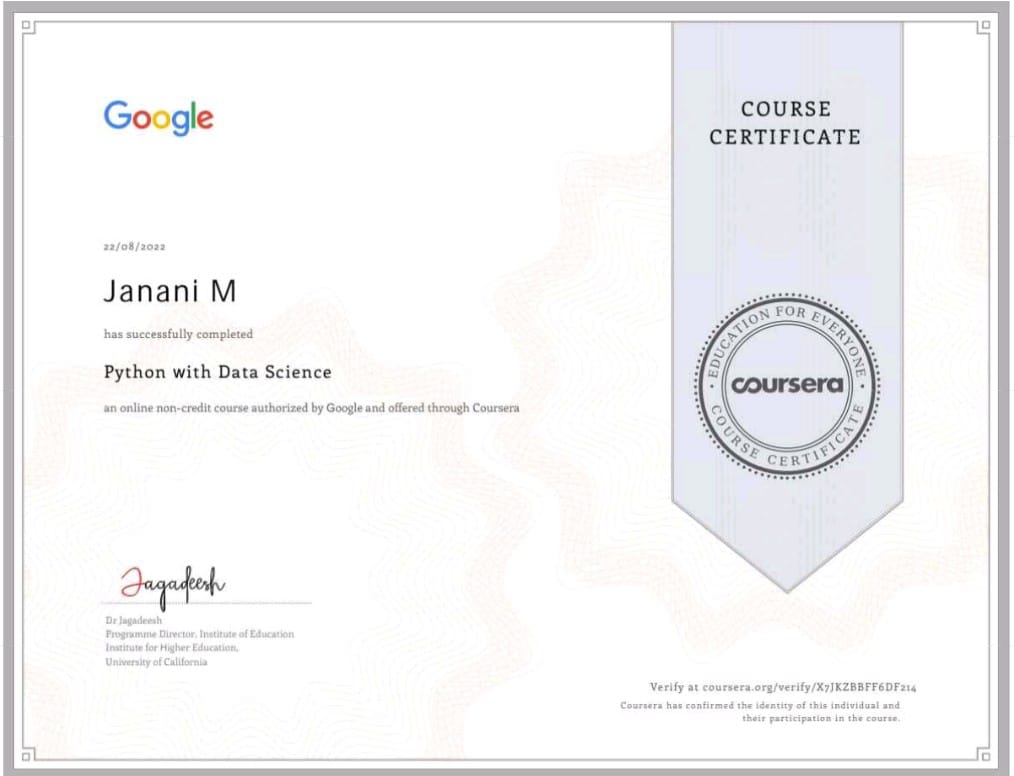 Google
COURSE
CERTIFICATE
22/08/2022
Janani M
has successfully completed
Python with Data Science
an online non-credit course authorized by Google and offered through Coursera
EDUCATION FOR EVERYONE
coursera
COURSE CERTIFICATE
Jagadeesh
Dr Jagadeesh
Programme Director, Institute of Education
Institute for Higher Education,
University of California
Verify at coursera.org/verify/X7JKZBBFF6DF214
Coursera has confirmed the identity of this individual and
their participation in the course.